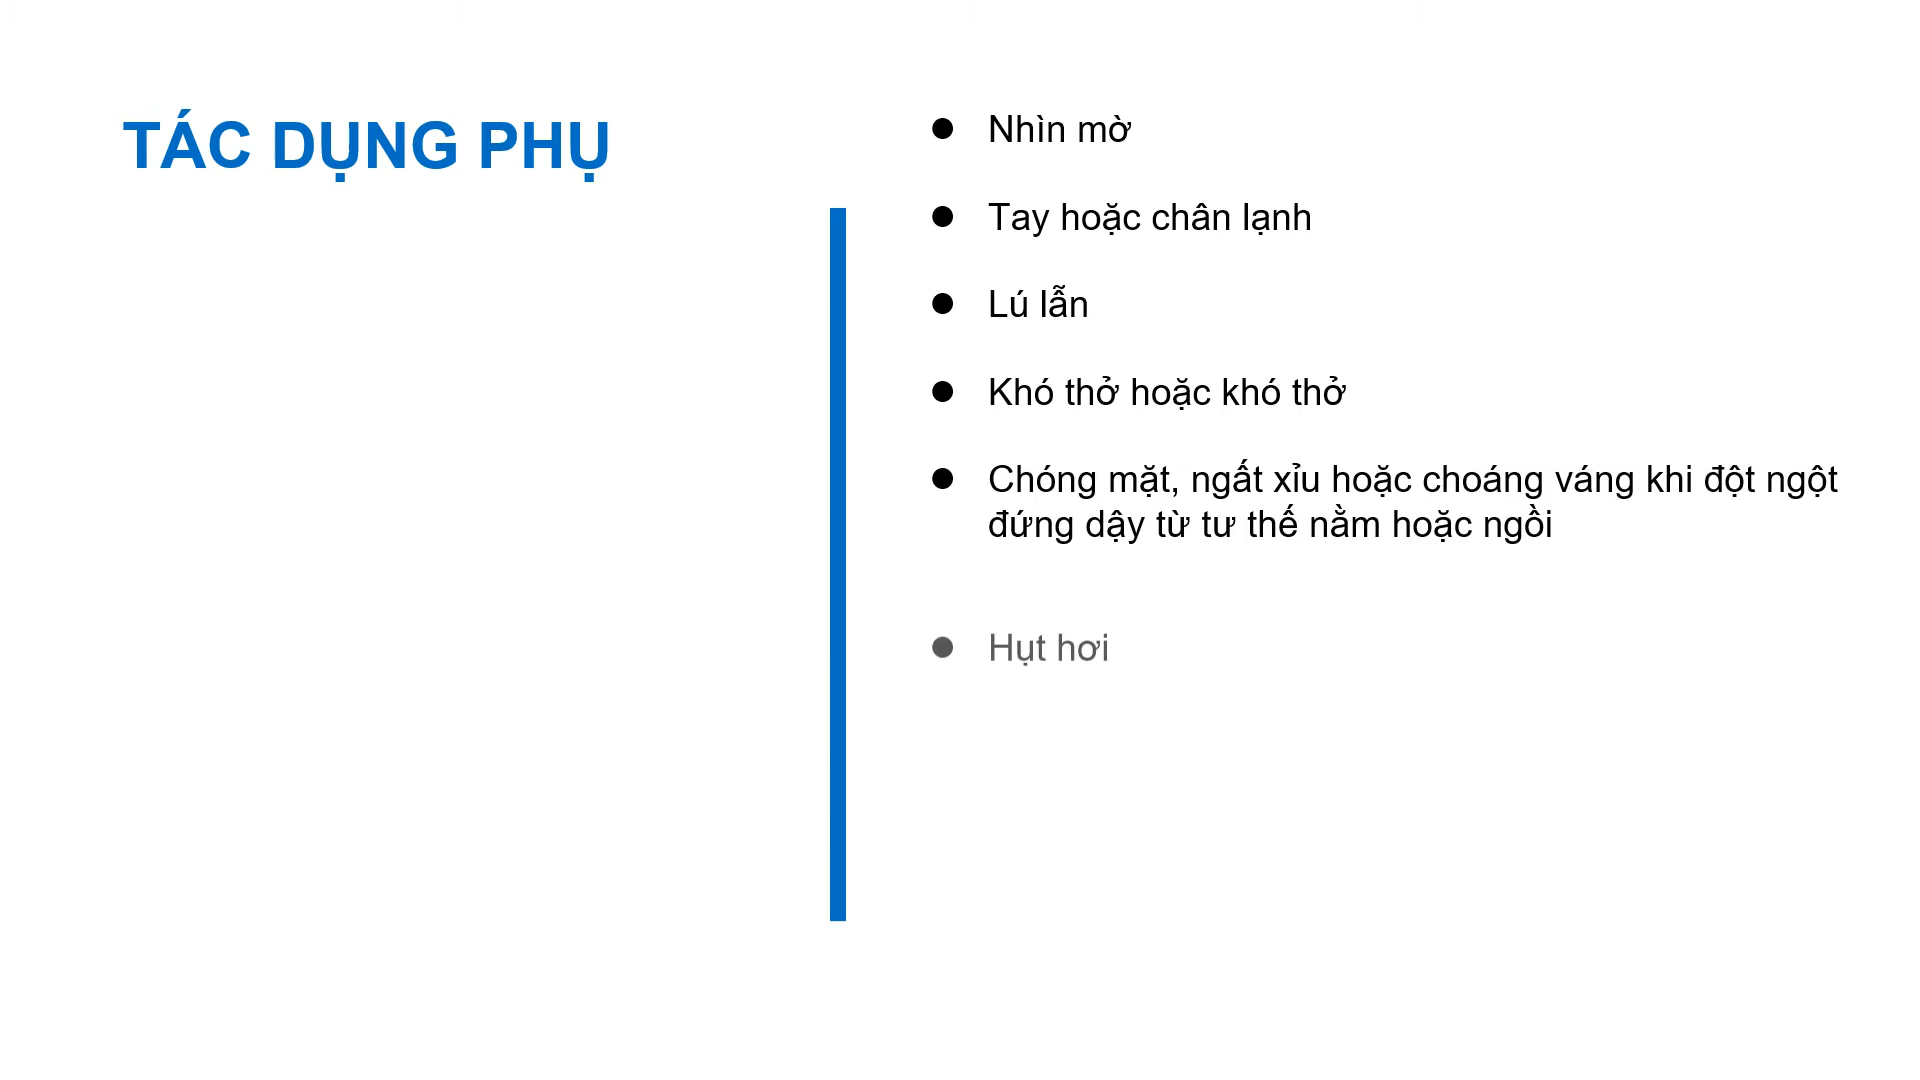 TÁC DỤNG PHỤ
Nhìn mờ
Tay hoặc chân lạnh
Lú lẫn
Khó thở hoặc khó thở
Chóng mặt, ngất xỉu hoặc choáng váng khi đột ngột
đứng dậy từ tư thế nằm hoặc ngồi
Hụt hơi